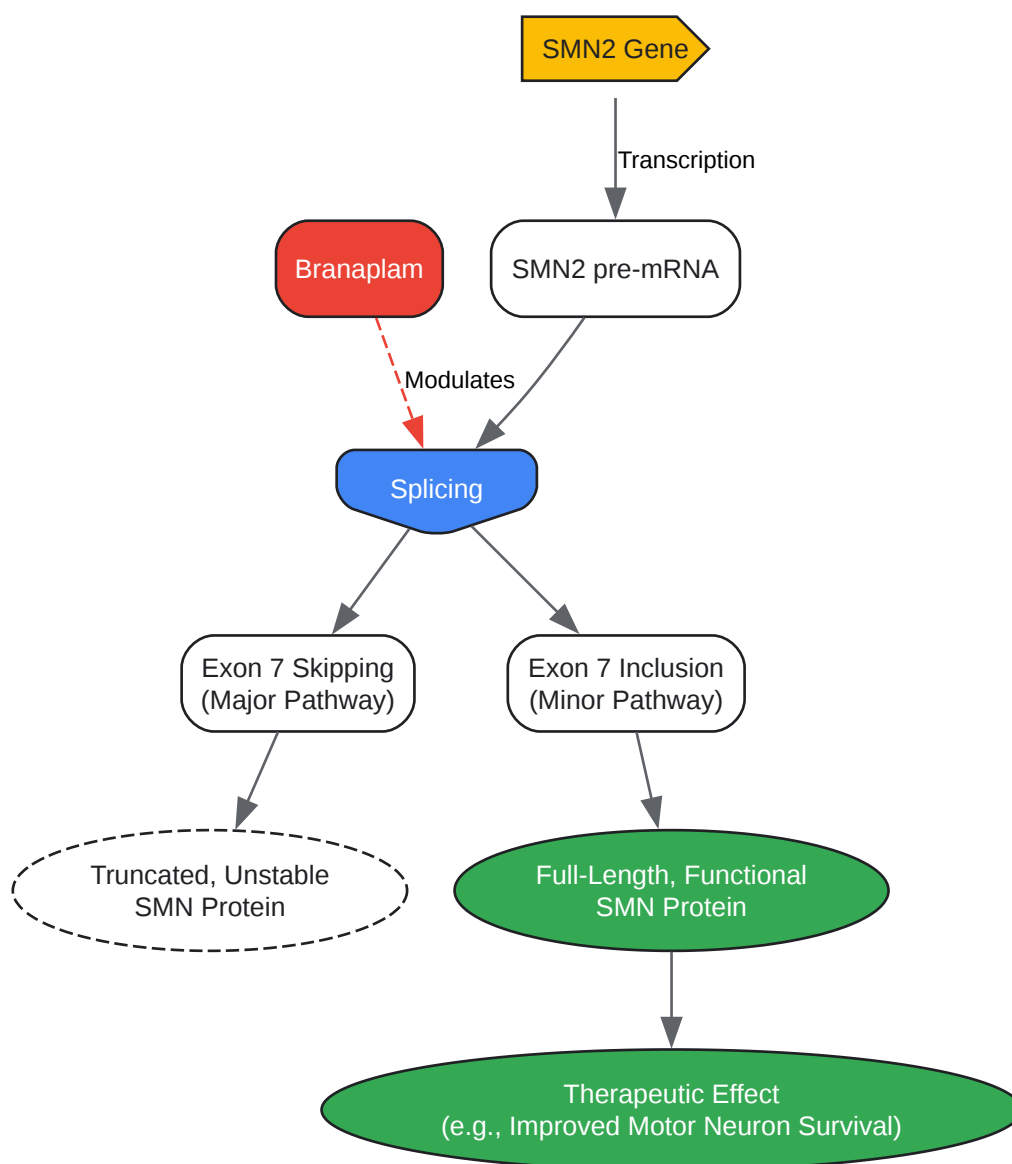 SMN2 Gene
Transcription
Branaplam
SMN2 pre-mRNA
Modulates
Splicing
Exon 7 Skipping
(Major Pathway)
Exon 7 Inclusion
(Minor Pathway)
Truncated, Unstable
SMN Protein
Full-Length, Functional
SMN Protein
Therapeutic Effect
(e.g., Improved Motor Neuron Survival)